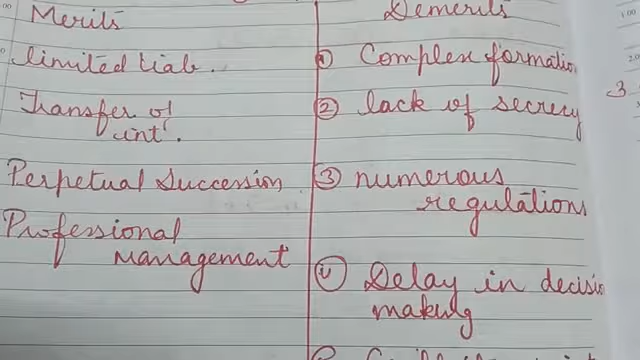 Merits
limited liab.
Transfer of
int'.
Perpetual Succession
Professional
management
Demerits
① Complex formation
② lack of secrecy
③ numerous
regulations
④ Delay in decision
making
3